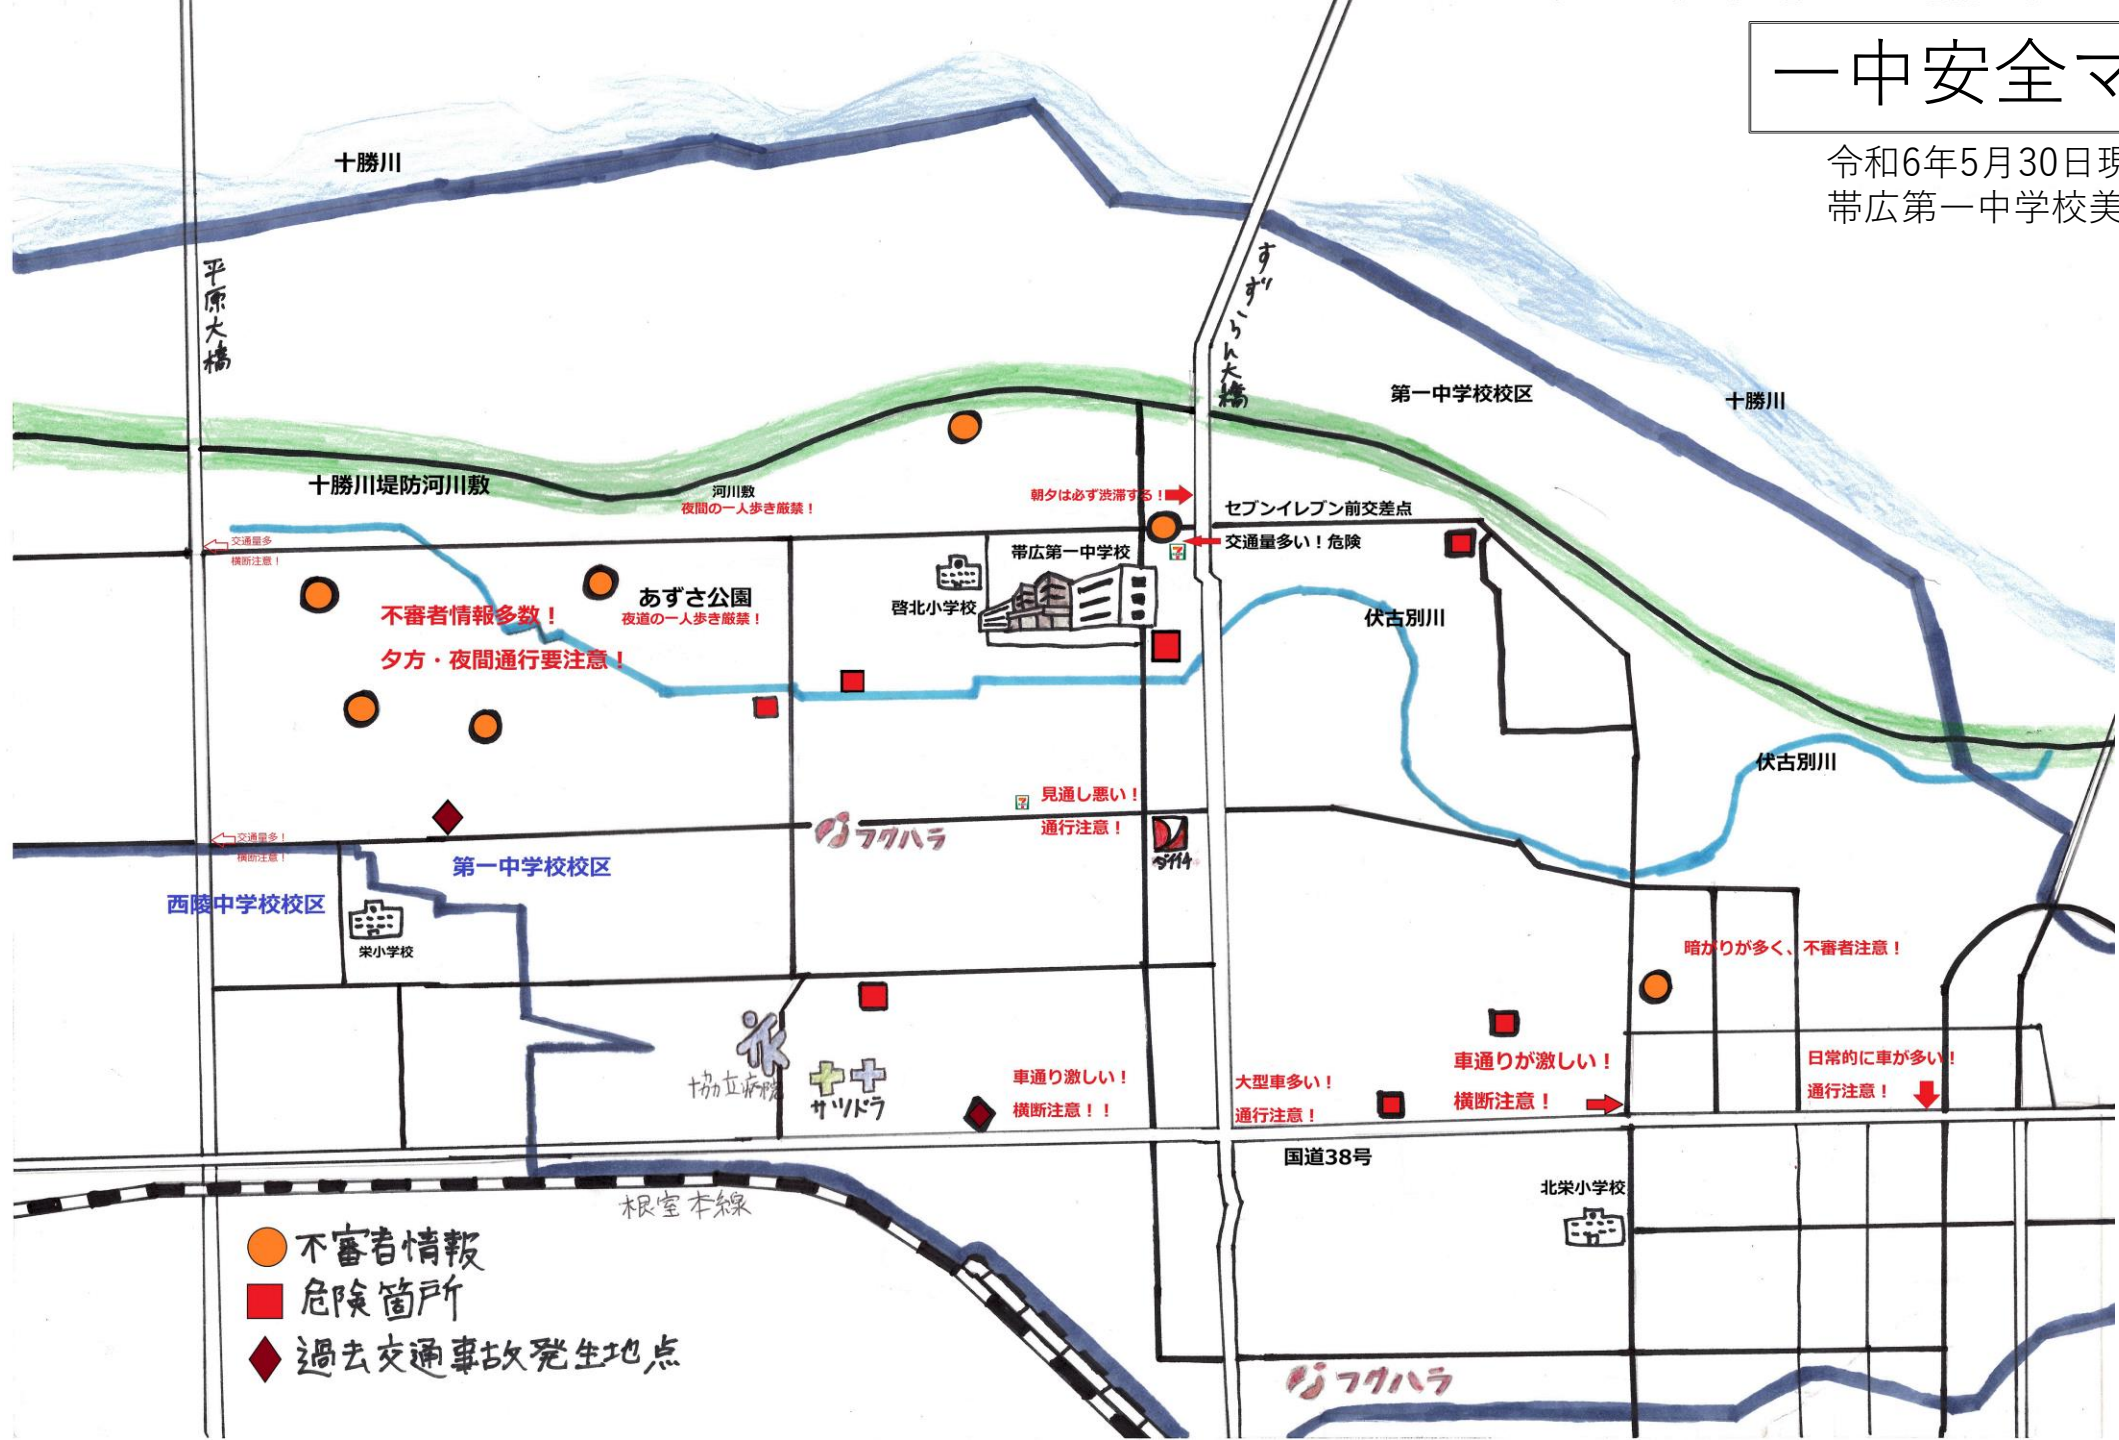 一中安全マ
令和6年5月30日現
帯広第一中学校美
十勝川
平原大橋
すずらん大橋
第一中学校校区
十勝川
十勝川堤防河川敷
河川敷
夜間の一人歩き厳禁！
朝夕は必ず渋滞する！
セブンイレブン前交差点
交通量多い！危険
交通量多
横断注意！
帯広第一中学校
啓北小学校
あずさ公園
夜道の一人歩き厳禁！
不審者情報多数！
夕方・夜間通行要注意！
伏古別川
伏古別川
見通し悪い！
通行注意！
フクハラ
ダイイチ
交通量多！
横断注意！
第一中学校校区
西陵中学校校区
栄小学校
暗がりが多く、不審者注意！
協立病院
サツドラ
車通り激しい！
横断注意！！
大型車多い！
通行注意！
車通りが激しい！
横断注意！
日常的に車が多い！
通行注意！
国道38号
北栄小学校
根室本線
不審者情報
危険箇所
過去交通事故発生地点
フクハラ